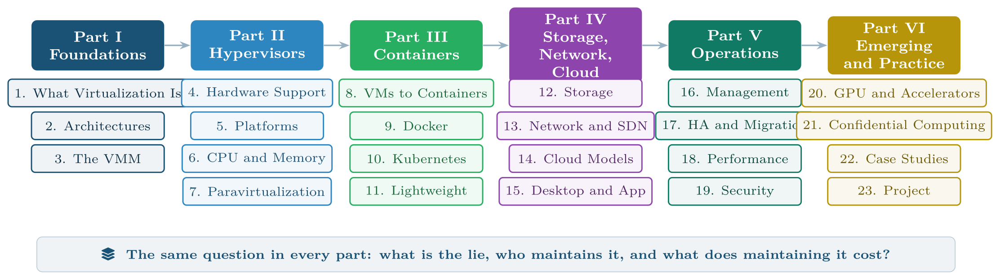 Part I
Foundations
1. What Virtualization Is
2. Architectures
3. The VMM
Part II
Hypervisors
4. Hardware Support
5. Platforms
6. CPU and Memory
7. Paravirtualization
Part III
Containers
8. VMs to Containers
9. Docker
10. Kubernetes
11. Lightweight
Part IV
Storage,
Network,
Cloud
12. Storage
13. Network and SDN
14. Cloud Models
15. Desktop and App
Part V
Operations
16. Management
17. HA and Migratio
18. Performance
19. Security
Part VI
Emerging
and Practice
20. GPU and Accelerators
21. Confidential Computing
22. Case Studies
23. Project
The same question in every part: what is the lie, who maintains it, and what does maintaining it cost?